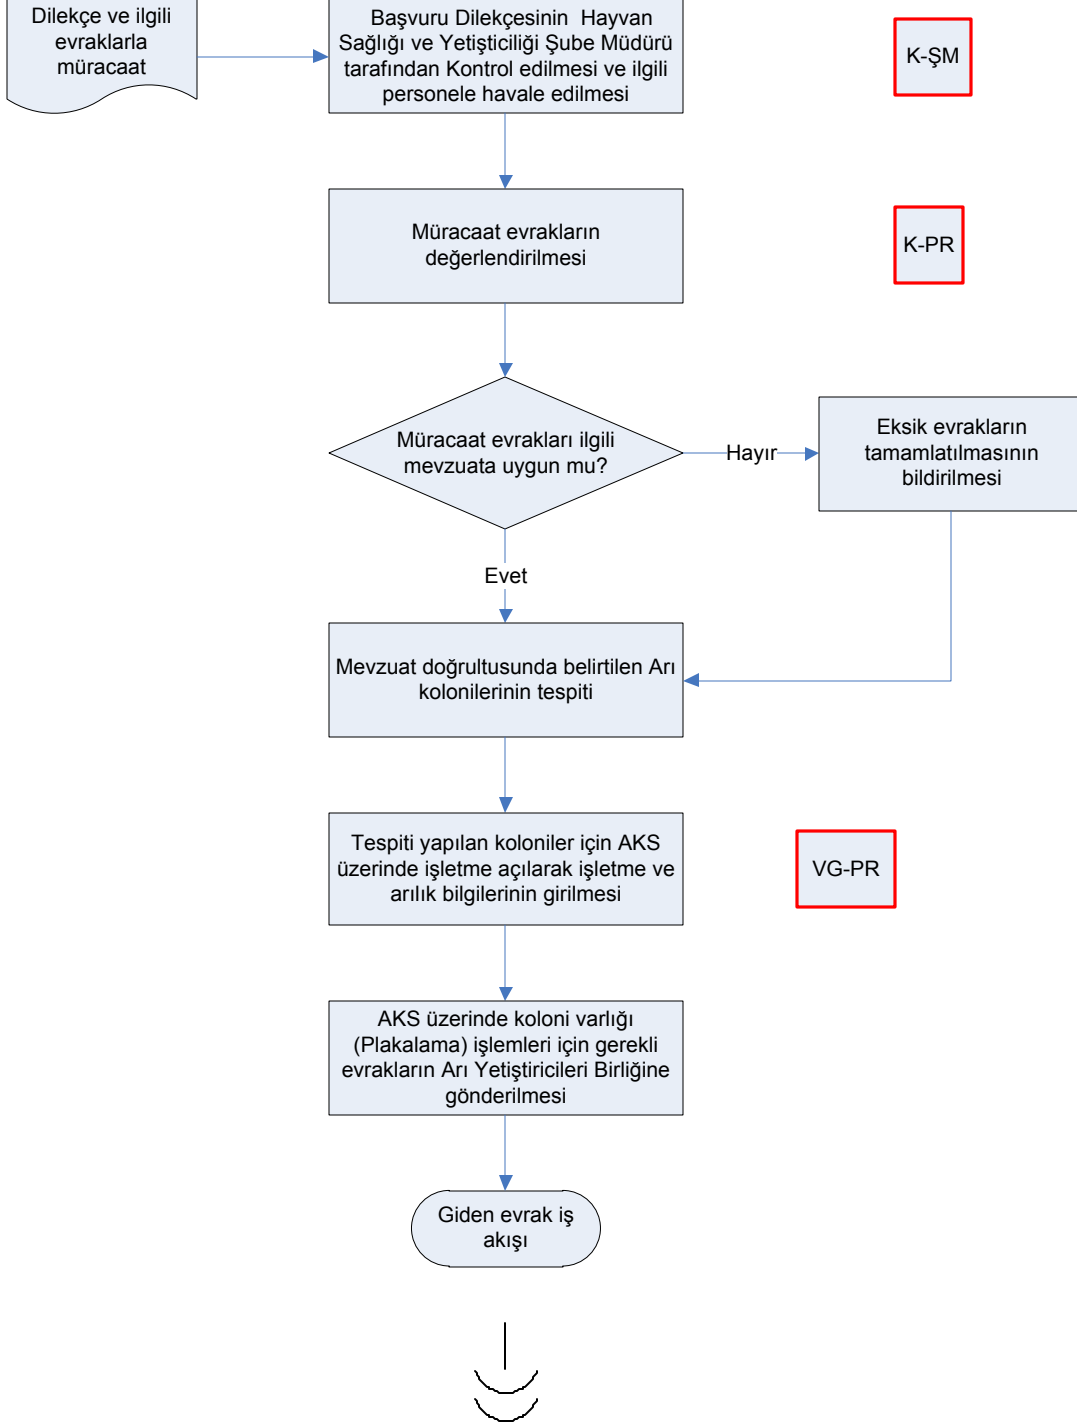 Dilekçe ve ilgili
evraklarla
müracaat
Başvuru Dilekçesinin Hayvan
Sağlığı ve Yetişticiliği Şube Müdürü
tarafından Kontrol edilmesi ve ilgili
personele havale edilmesi
K-ŞM
Müracaat evrakların
değerlendirilmesi
K-PR
Müracaat evrakları ilgili
mevzuata uygun mu?
Hayır
Eksik evrakların
tamamlatılmasının
bildirilmesi
Evet
Mevzuat doğrultusunda belirtilen Arı
kolonilerinin tespiti
Tespiti yapılan koloniler için AKS
üzerinde işletme açılarak işletme ve
arılık bilgilerinin girilmesi
VG-PR
AKS üzerinde koloni varlığı
(Plakalama) işlemleri için gerekli
evrakların Arı Yetiştiricileri Birliğine
gönderilmesi
Giden evrak iş
akışı